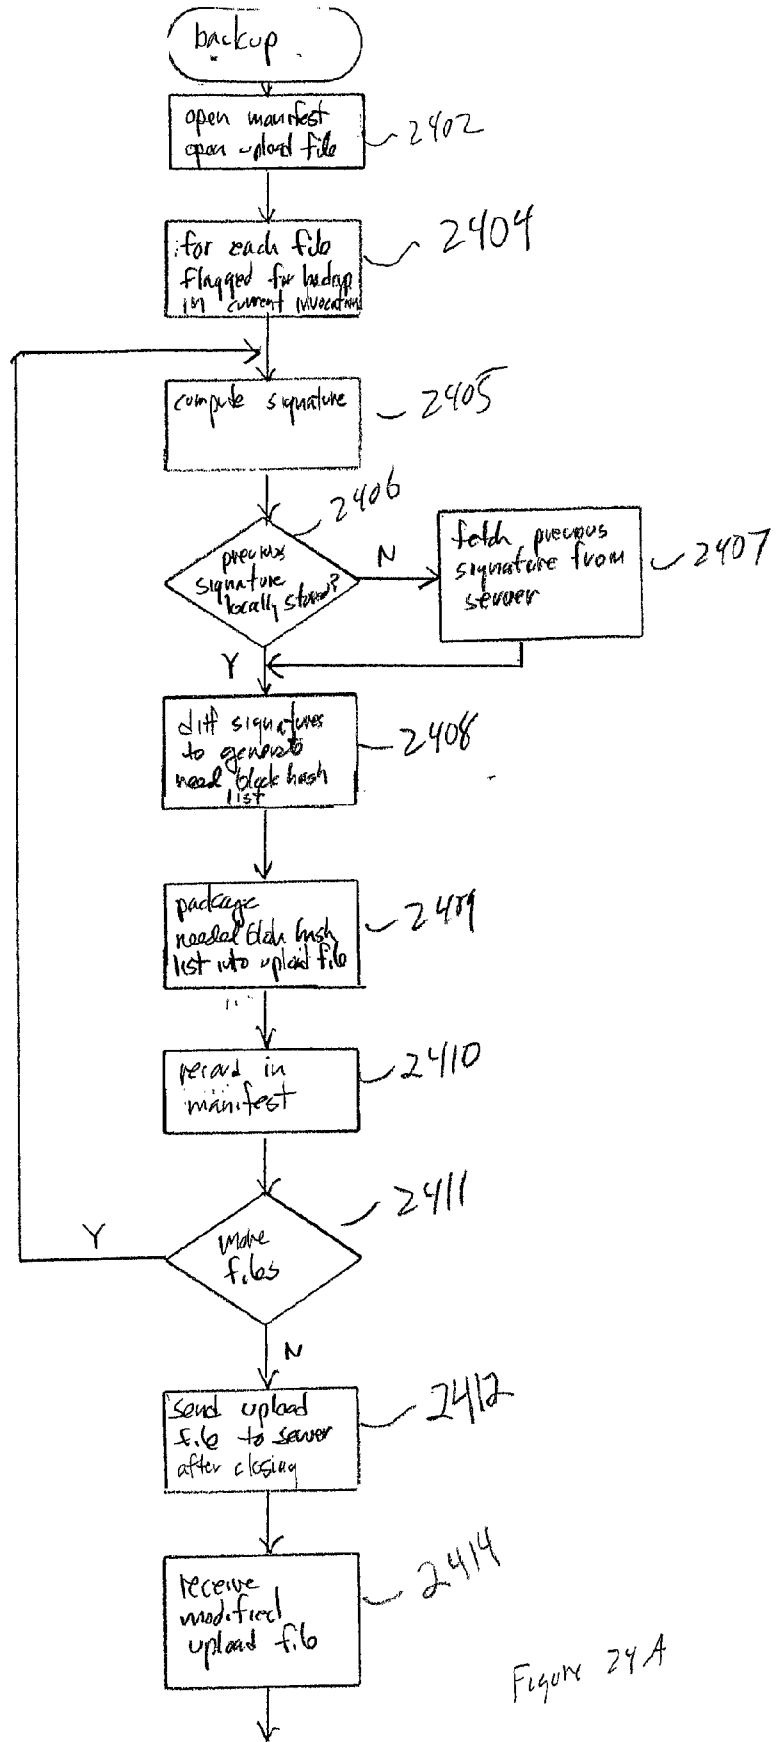 backup
open manifest
open upload file
2402
for each file
flagged for backup
in current invocation
2404
compute signature
2405
2406
previous
signature
locally stored?
N
fetch previous
signature from
server
2407
Y
diff signatures
to generate
need block hash
list
2408
package
needed block hash
list into upload file
2409
record in
manifest
2410
2411
more
files
Y
N
send upload
file to server
after closing
2412
receive
modified
upload file
2414
Figure 24A